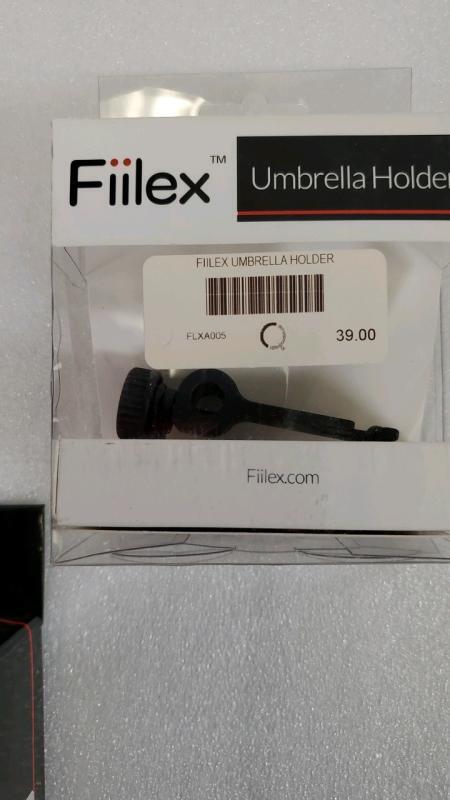 Fiilex™
Umbrella Holder
FIILEX UMBRELLA HOLDER
FLXA005
39.00
Fiilex.com